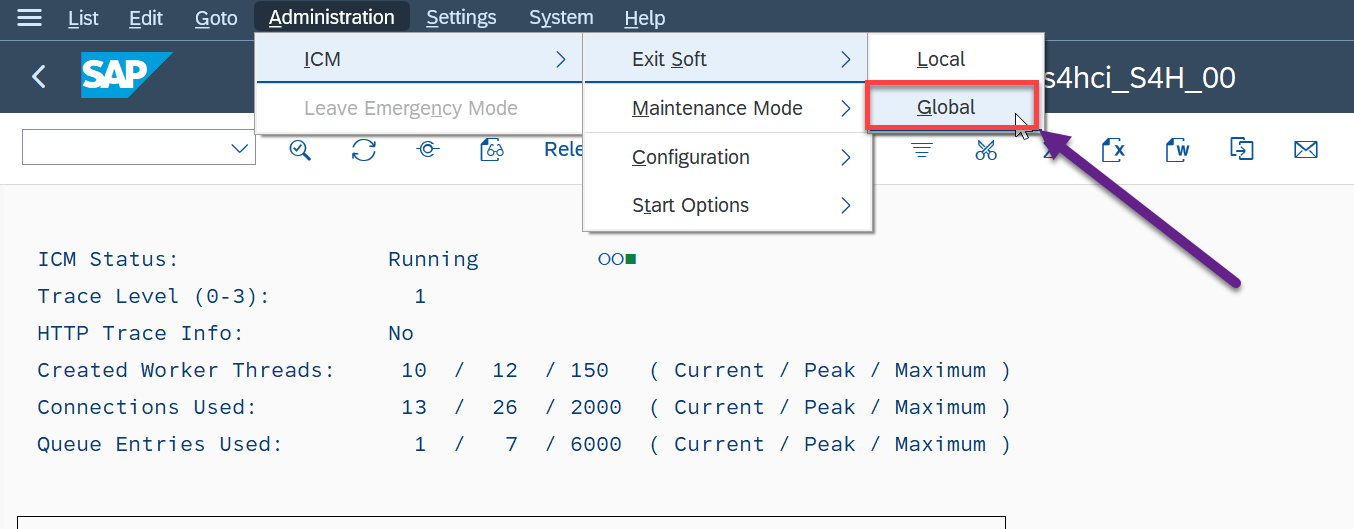 List Edit Goto Administration Settings System Help
ICM Exit Soft Local
SAP s4hci_S4H_00
Leave Emergency Mode Maintenance Mode Global
Configuration
Start Options
ICM Status: Running
Trace Level (0-3): 1
HTTP Trace Info: No
Created Worker Threads: 10 / 12 / 150 ( Current / Peak / Maximum )
Connections Used: 13 / 26 / 2000 ( Current / Peak / Maximum )
Queue Entries Used: 1 / 7 / 6000 ( Current / Peak / Maximum )